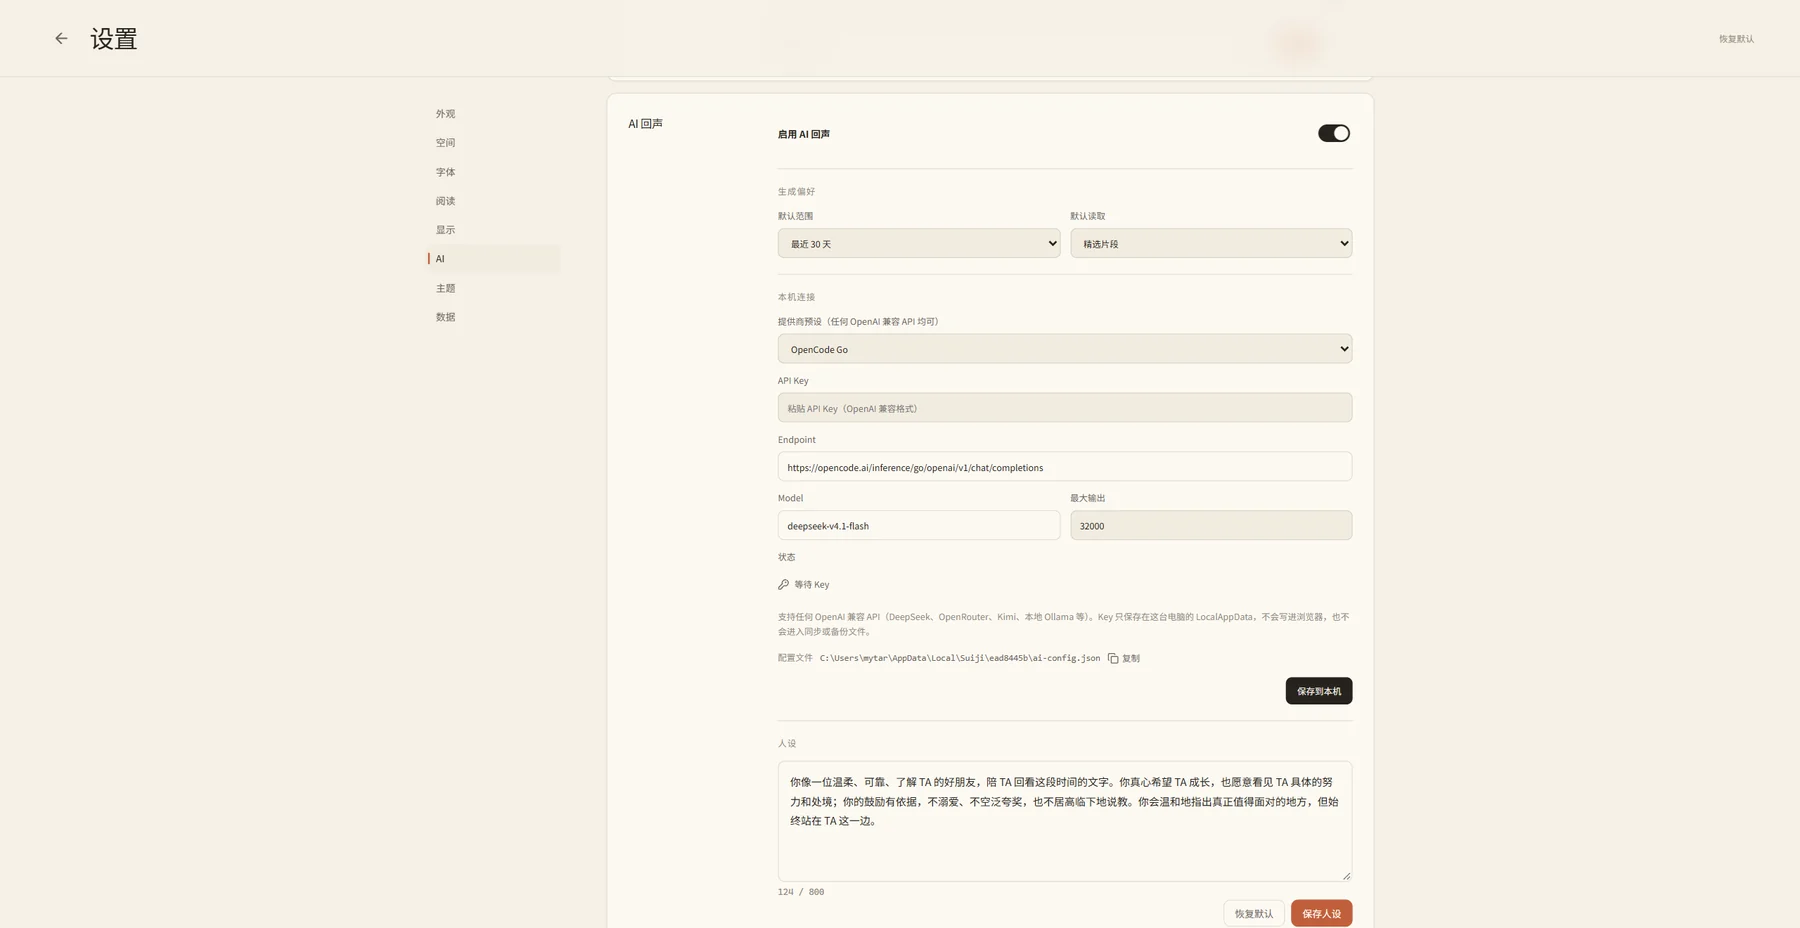 设置
恢复默认
外观
空间
字体
阅读
显示
AI
主题
数据
AI 回声
启用 AI 回声
生成偏好
默认范围
默认读取
最近 30 天
精选片段
本机连接
提供商预设（任何 OpenAI 兼容 API 均可）
OpenCode Go
API Key
粘贴 API Key（OpenAI 兼容格式）
Endpoint
https://opencode.ai/inference/go/openai/v1/chat/completions
Model
最大输出
deepseek-v4.1-flash
32000
状态
等待 Key
支持任何 OpenAI 兼容 API（DeepSeek、OpenRouter、Kimi、本地 Ollama 等）。Key 只保存在这台电脑的 LocalAppData，不会写进浏览器，也不
会进入同步或备份文件。
配置文件 C:\Users\mytar\AppData\Local\Suiji\ead8445b\ai-config.json 复制
保存到本机
人设
你像一位温柔、可靠、了解 TA 的好朋友，陪 TA 回看这段时间的文字。你真心希望 TA 成长，也愿意看见 TA 具体的努
力和处境；你的鼓励有依据，不溺爱、不空泛夸奖，也不居高临下地说教。你会温和地指出真正值得面对的地方，但始
终站在 TA 这一边。
124 / 800
恢复默认
保存人设